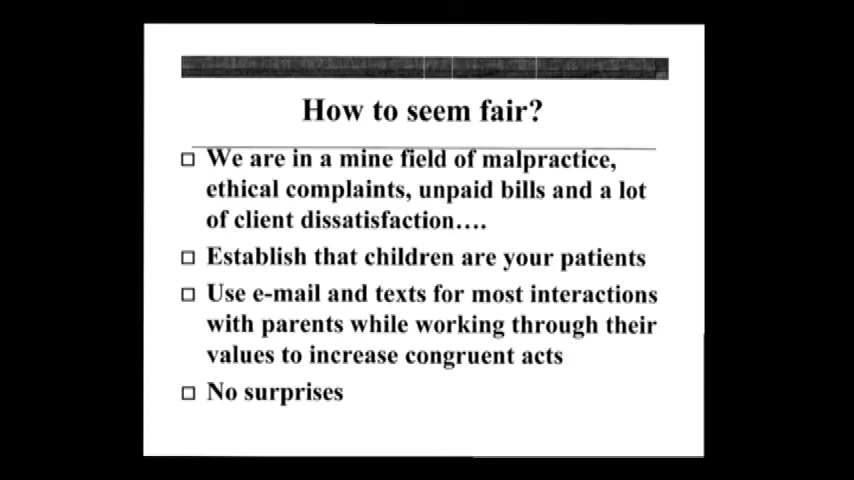 How to seem fair?
We are in a mine field of malpractice,
ethical complaints, unpaid bills and a lot
of client dissatisfaction….
Establish that children are your patients
Use e-mail and texts for most interactions
with parents while working through their
values to increase congruent acts
No surprises